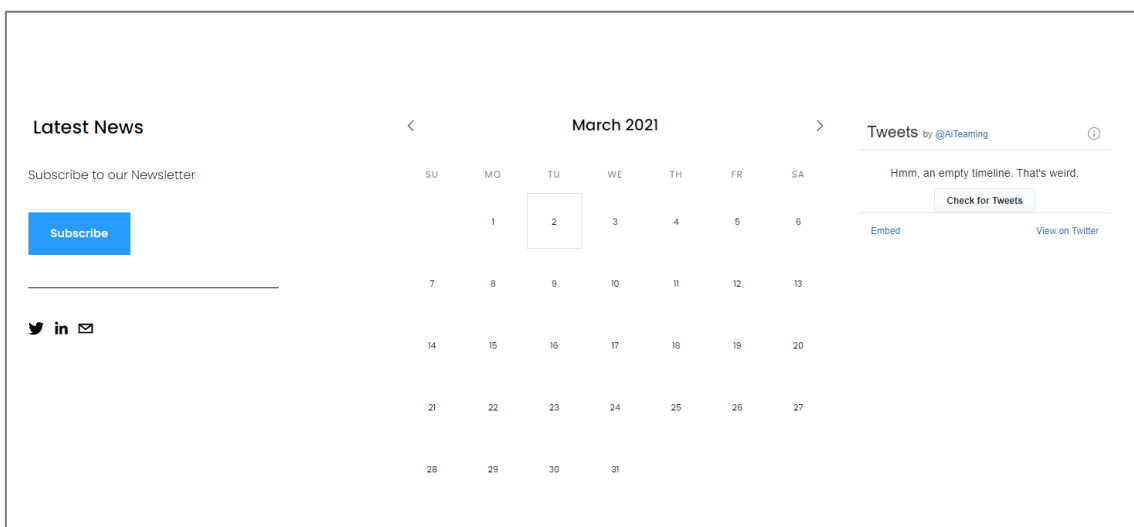 Latest News
Subscribe to our Newsletter
Subscribe
in
March 2021
SU MO TU WE TH FR SA
1 2 3 4 5 6
7 8 9 10 11 12 13
14 15 16 17 18 19 20
21 22 23 24 25 26 27
28 29 30 31
Tweets by @AiTeaming
Hmm, an empty timeline. That's weird.
Check for Tweets
Embed View on Twitter